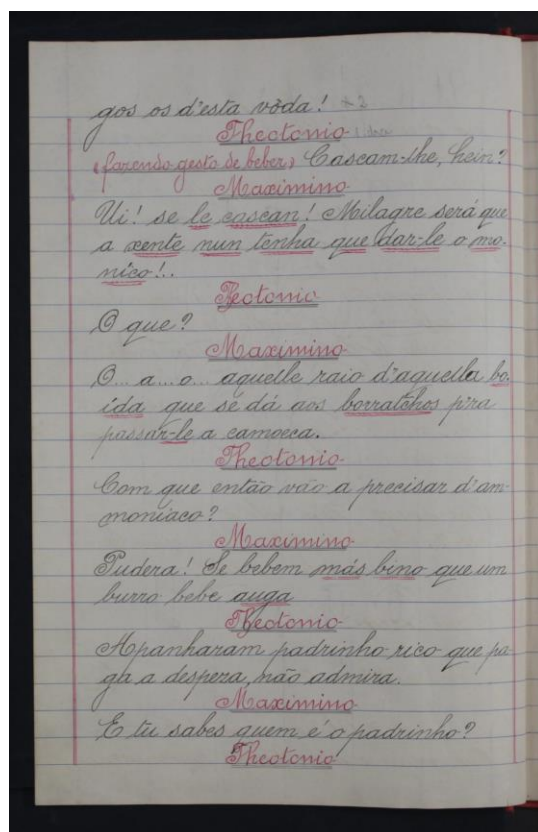 gos os d'esta vôda! +2
Theotonio
(fazendo gesto de beber) Cascam-lhe, hein?
Maximino
Ui! se le cascan! Milagre será que
a xente nun tenha que dar-le o mo-
nico!..
Theotonio
O que?
Maximino
O... a... o... aquelle raio d'aquella bo-
ida que se dá aos borratchos p'ra
passar-le a camoeca.
Theotonio
Com que então vão a precisar d'am-
moniaco?
Maximino
Pudera! Se bebem más bino que um
burro bebe auga
Theotonio
Apanharam padrinho rico que pa-
ga a despera, não admira.
Maximino
E tu sabes quem é o padrinho?
Theotonio